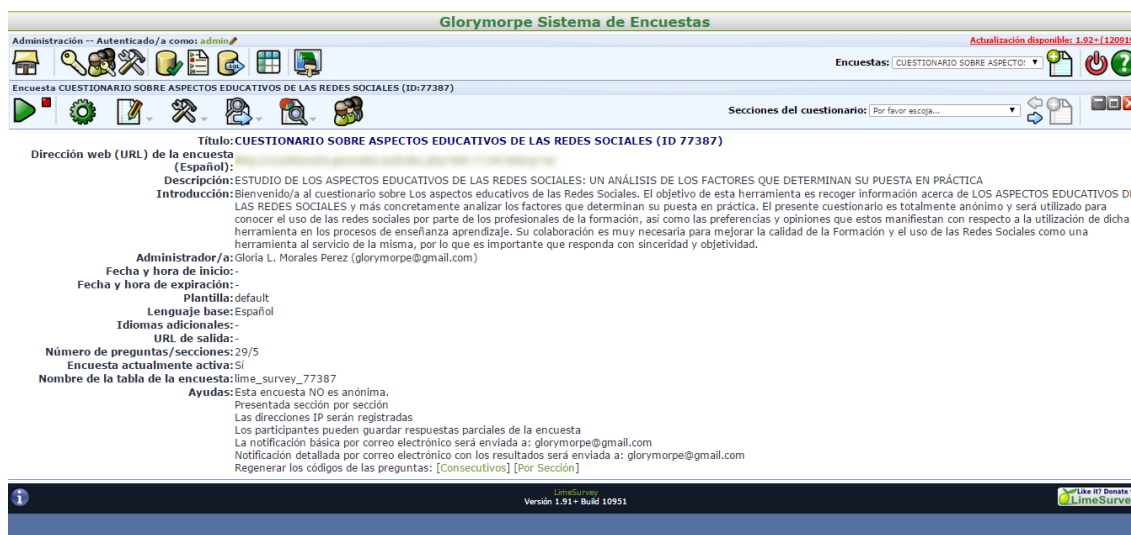 Glorymorpe Sistema de Encuestas
Administración -- Autenticado/a como: admin
Actualización disponible: 1.92+(120919
Encuestas: CUESTIONARIO SOBRE ASPECTO:
Encuesta CUESTIONARIO SOBRE ASPECTOS EDUCATIVOS DE LAS REDES SOCIALES (ID:77387)
Secciones del cuestionario: Por favor escoja...
Título: CUESTIONARIO SOBRE ASPECTOS EDUCATIVOS DE LAS REDES SOCIALES (ID 77387)
Dirección web (URL) de la encuesta
(Español):
Descripción: ESTUDIO DE LOS ASPECTOS EDUCATIVOS DE LAS REDES SOCIALES: UN ANÁLISIS DE LOS FACTORES QUE DETERMINAN SU PUESTA EN PRÁCTICA
Introducción: Bienvenido/a al cuestionario sobre Los aspectos educativos de las Redes Sociales. El objetivo de esta herramienta es recoger información acerca de LOS ASPECTOS EDUCATIVOS DE
LAS REDES SOCIALES y más concretamente analizar los factores que determinan su puesta en práctica. El presente cuestionario es totalmente anónimo y será utilizado para
conocer el uso de las redes sociales por parte de los profesionales de la formación, así como las preferencias y opiniones que estos manifiestan con respecto a la utilización de dicha
herramienta en los procesos de enseñanza aprendizaje. Su colaboración es muy necesaria para mejorar la calidad de la Formación y el uso de las Redes Sociales como una
herramienta al servicio de la misma, por lo que es importante que responda con sinceridad y objetividad.
Administrador/a: Gloria L. Morales Perez (glorymorpe@gmail.com)
Fecha y hora de inicio: -
Fecha y hora de expiración: -
Plantilla: default
Lenguaje base: Español
Idiomas adicionales: -
URL de salida: -
Número de preguntas/secciones: 29/5
Encuesta actualmente activa: Sí
Nombre de la tabla de la encuesta: lime_survey_77387
Ayudas: Esta encuesta NO es anónima.
Presentada sección por sección
Las direcciones IP serán registradas
Los participantes pueden guardar respuestas parciales de la encuesta
La notificación básica por correo electrónico será enviada a: glorymorpe@gmail.com
Notificación detallada por correo electrónico con los resultados será enviada a: glorymorpe@gmail.com
Regenerar los códigos de las preguntas: [Consecutivos] [Por Sección]
LimeSurvey
Versión 1.91+ Build 10951
Like it? Donate
LimeSurve